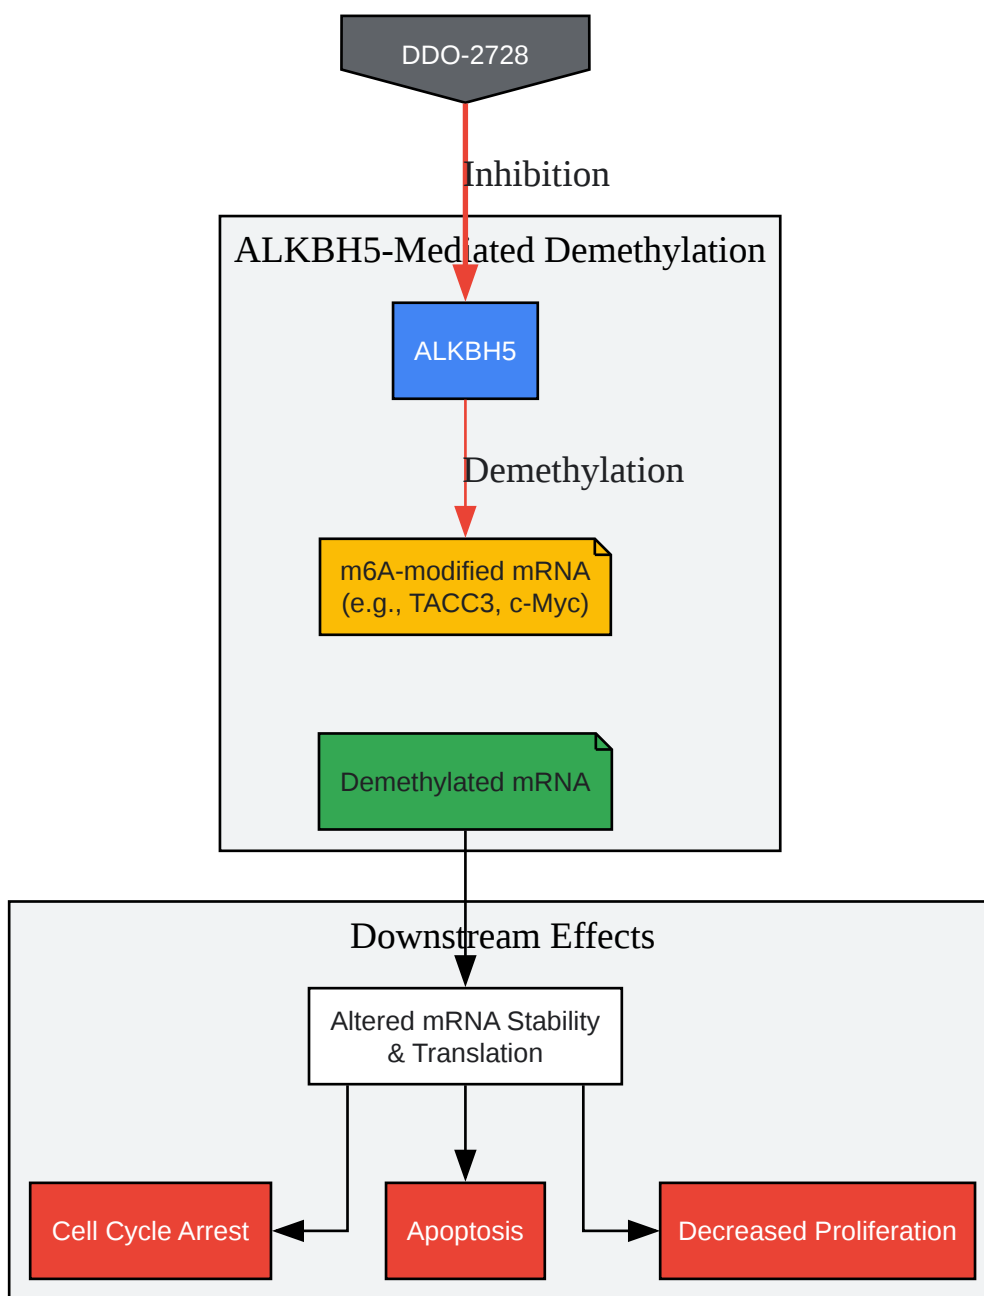 DDO-2728
Inhibition
ALKBH5-Mediated Demethylation
ALKBH5
Demethylation
m6A-modified mRNA
(e.g., TACC3, c-Myc)
Demethylated mRNA
Downstream Effects
Altered mRNA Stability
& Translation
Cell Cycle Arrest
Apoptosis
Decreased Proliferation